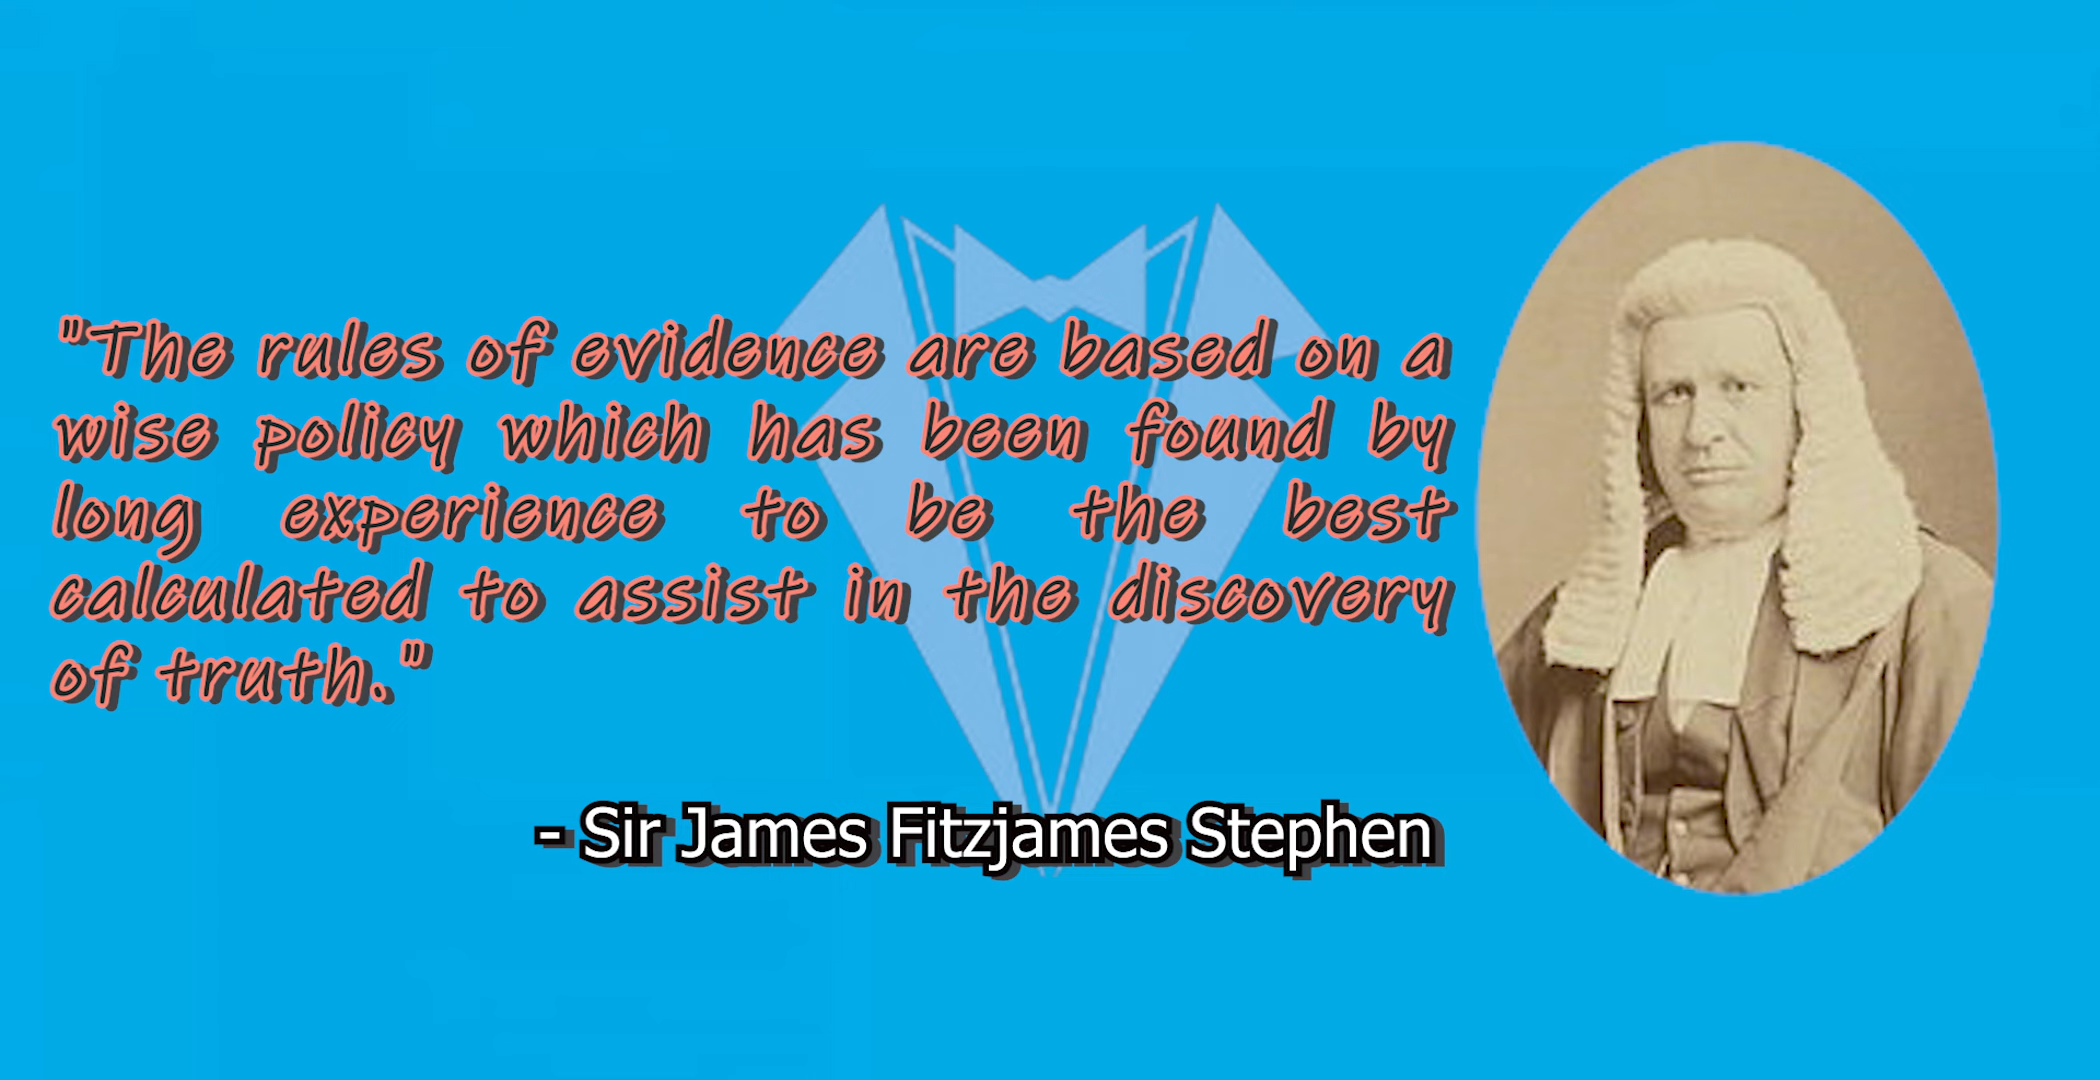 "The rules of evidence are based on a
wise policy which has been found by
long experience to be the best
calculated to assist in the discovery
of truth."
- Sir James Fitzjames Stephen